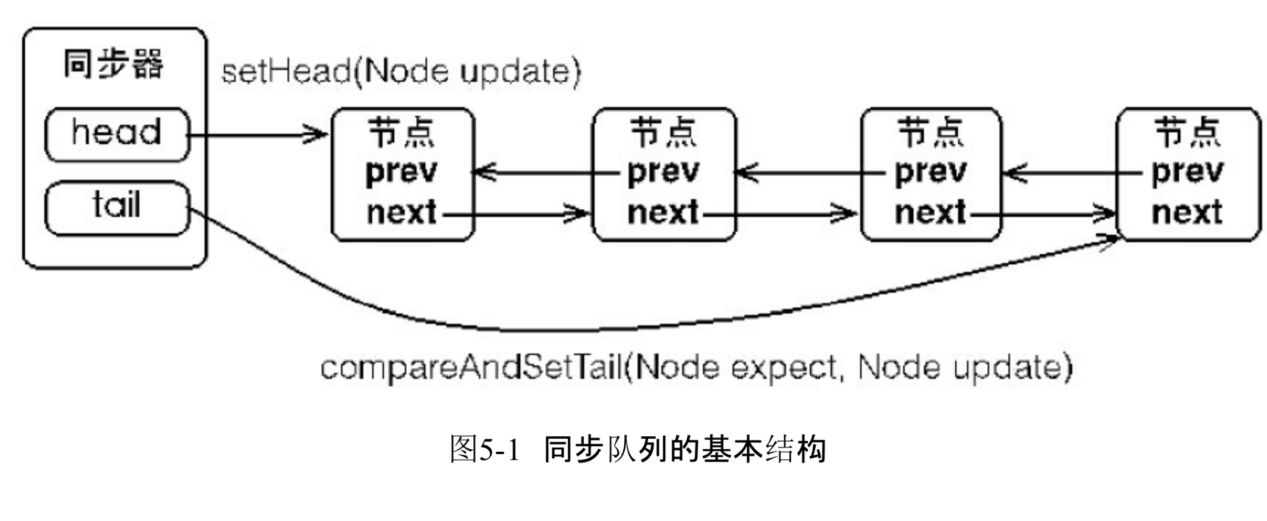 同步器
setHead(Node update)
head
tail
节点
prev
next
节点
prev
next
节点
prev
next
节点
prev
next
compareAndSetTail(Node expect, Node update)
图5-1 同步队列的基本结构